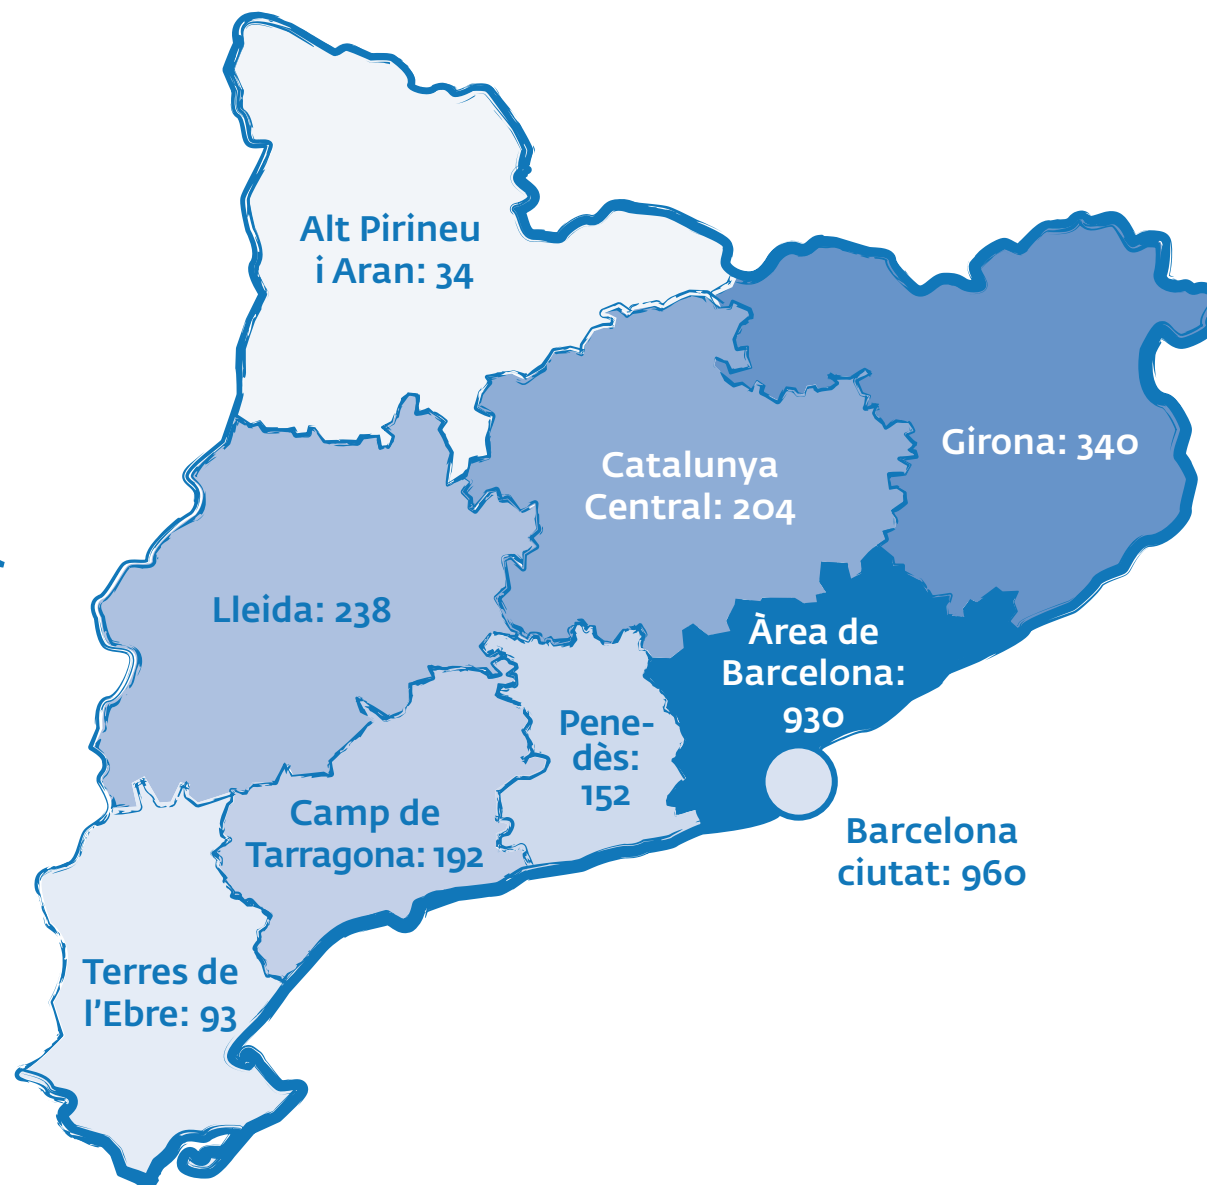 Alt Pirineu
i Aran: 34
Girona: 340
Catalunya
Central: 204
Lleida: 238
Àrea de
Barcelona:
930
Pene-
dès:
152
Camp de
Tarragona: 192
Barcelona
ciutat: 960
Terres de
l'Ebre: 93